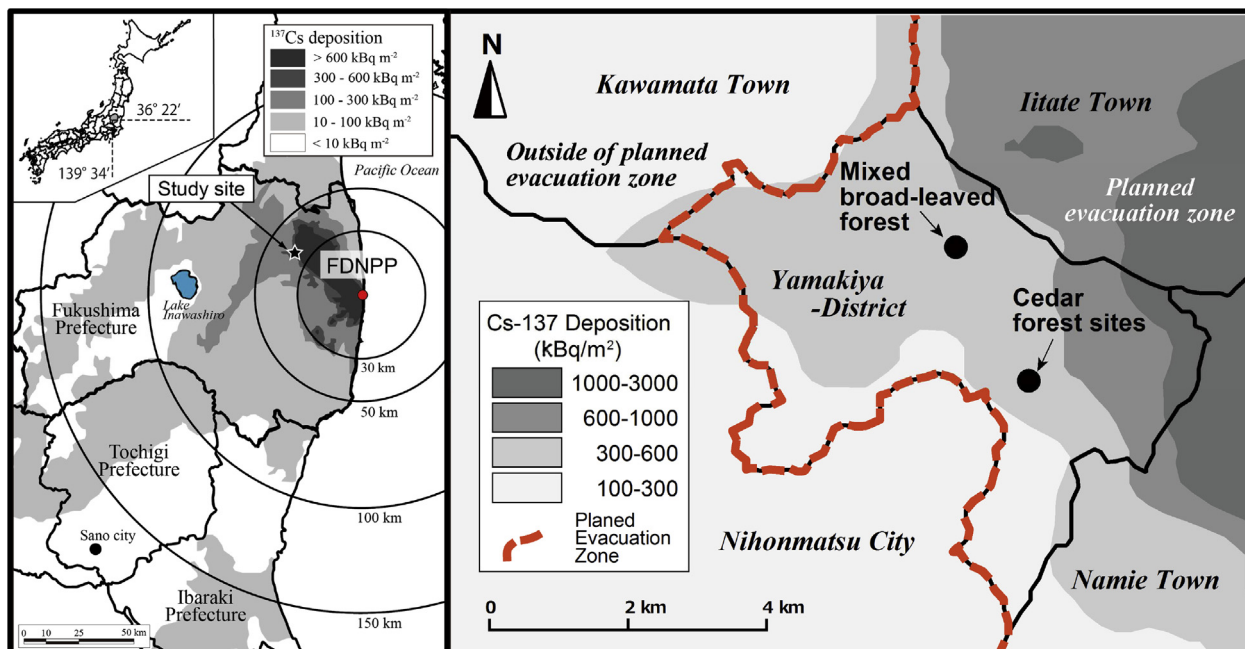 ¹³⁷Cs deposition
> 600 kBq m⁻²
300 - 600 kBq m⁻²
100 - 300 kBq m⁻²
10 - 100 kBq m⁻²
< 10 kBq m⁻²
36° 22′
139° 34′
Pacific Ocean
Study site
FDNPP
Lake
Inawashiro
Fukushima
Prefecture
30 km
50 km
Tochigi
Prefecture
100 km
Sano city
Ibaraki
Prefecture
150 km
0 10 25 50 km
N
Kawamata Town
Iitate Town
Outside of planned
evacuation zone
Mixed
broad-leaved
forest
Planned
evacuation zone
Yamakiya
-District
Cedar
forest sites
Cs-137 Deposition
(kBq/m²)
1000-3000
600-1000
300-600
100-300
Planed
Evacuation
Zone
Nihonmatsu City
Namie Town
0 2 km 4 km